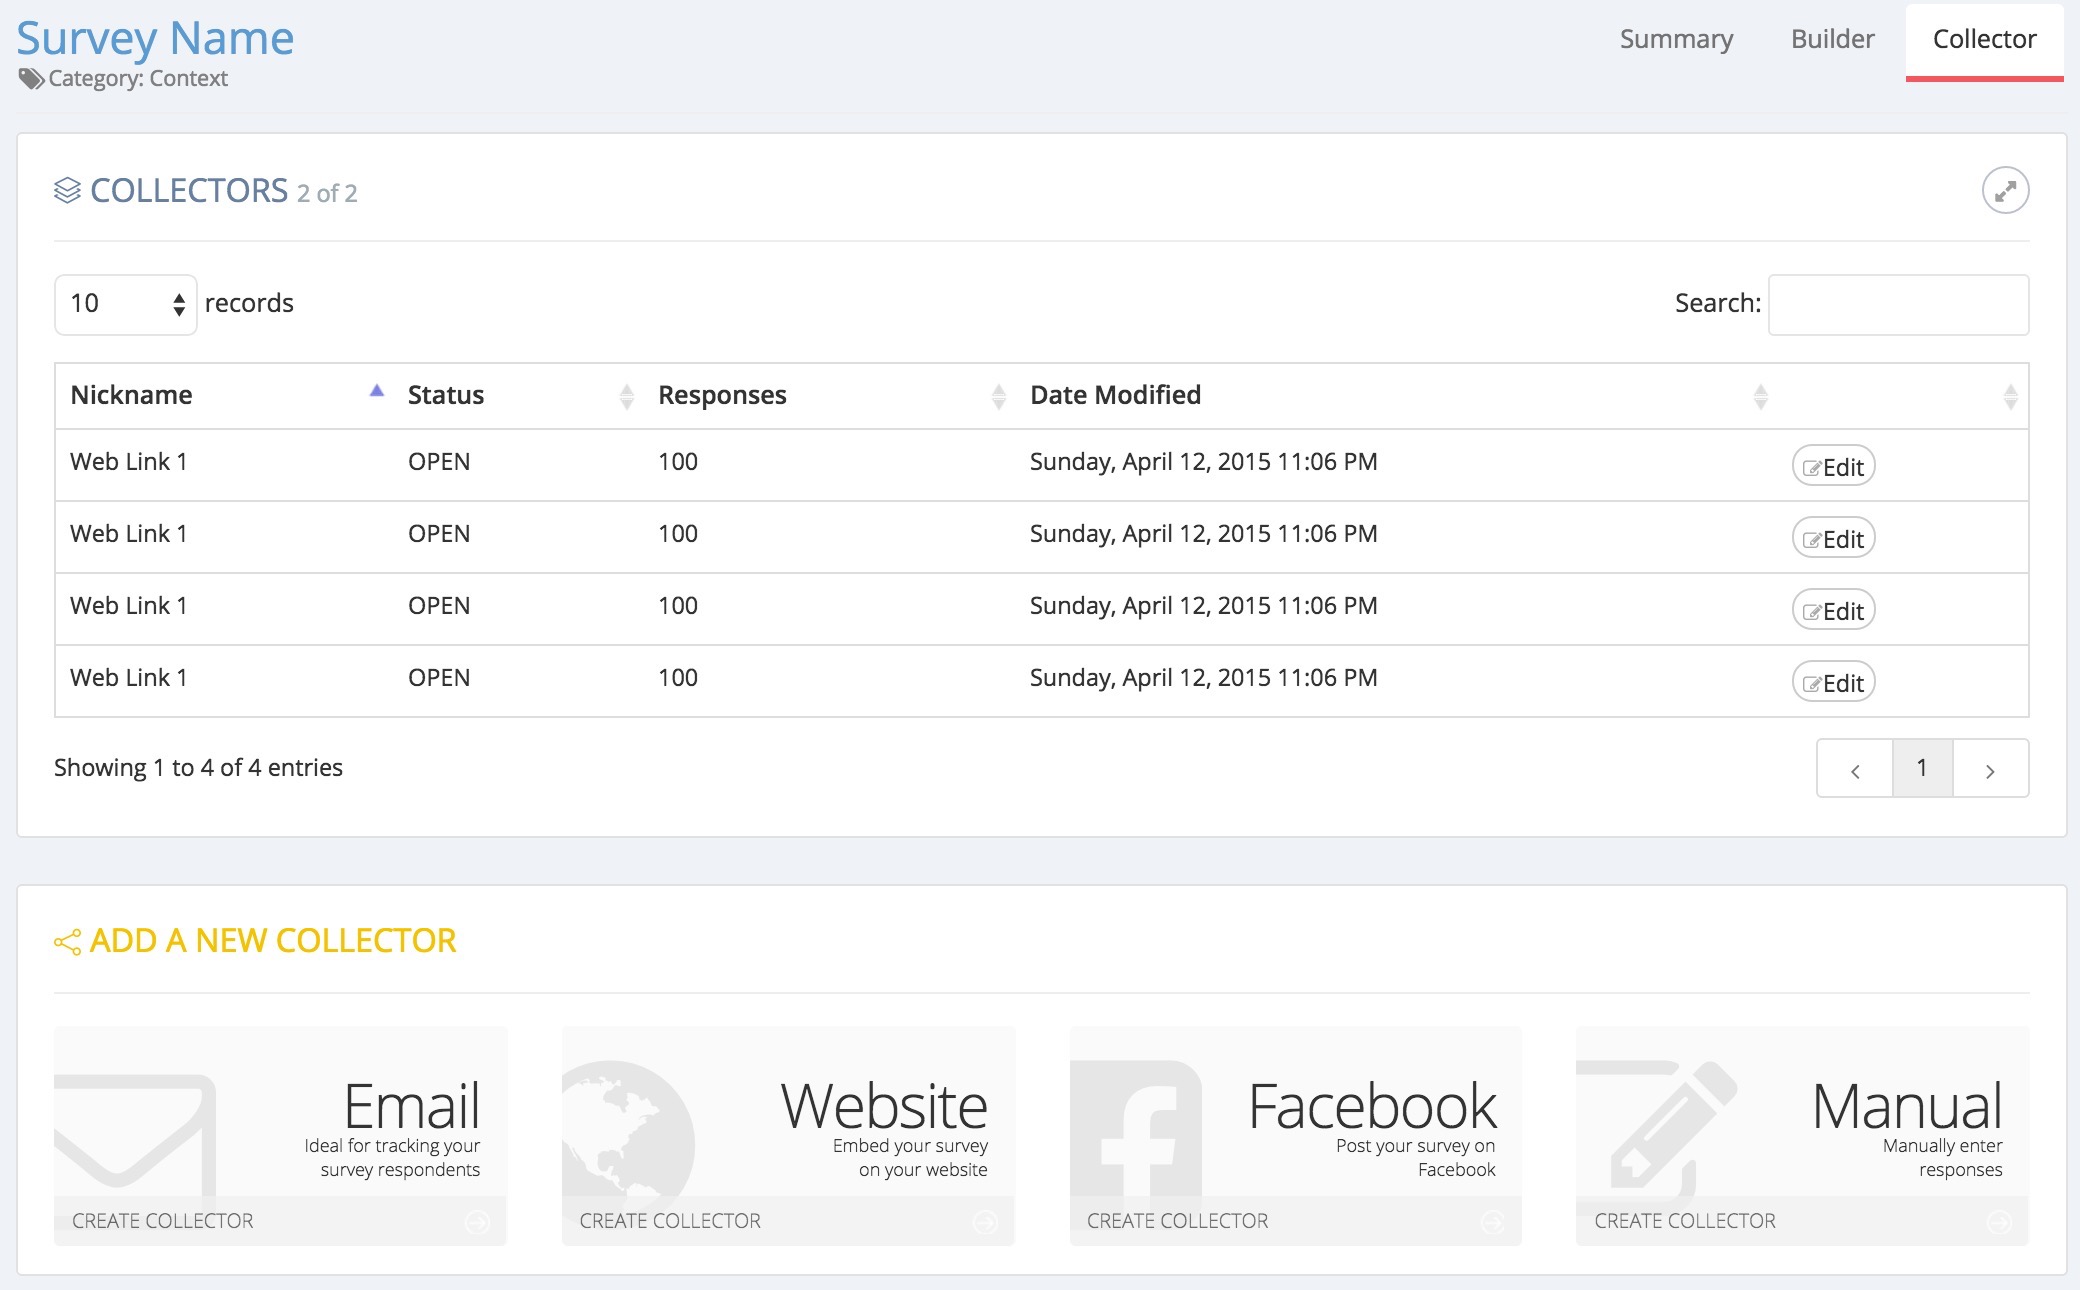 Survey Name
Category: Context
Summary Builder Collector
COLLECTORS 2 of 2
10 records Search:
Nickname Status Responses Date Modified
Web Link 1 OPEN 100 Sunday, April 12, 2015 11:06 PM Edit
Web Link 1 OPEN 100 Sunday, April 12, 2015 11:06 PM Edit
Web Link 1 OPEN 100 Sunday, April 12, 2015 11:06 PM Edit
Web Link 1 OPEN 100 Sunday, April 12, 2015 11:06 PM Edit
Showing 1 to 4 of 4 entries
1
ADD A NEW COLLECTOR
Email
Ideal for tracking your
survey respondents
CREATE COLLECTOR
Website
Embed your survey
on your website
CREATE COLLECTOR
Facebook
Post your survey on
Facebook
CREATE COLLECTOR
Manual
Manually enter
responses
CREATE COLLECTOR